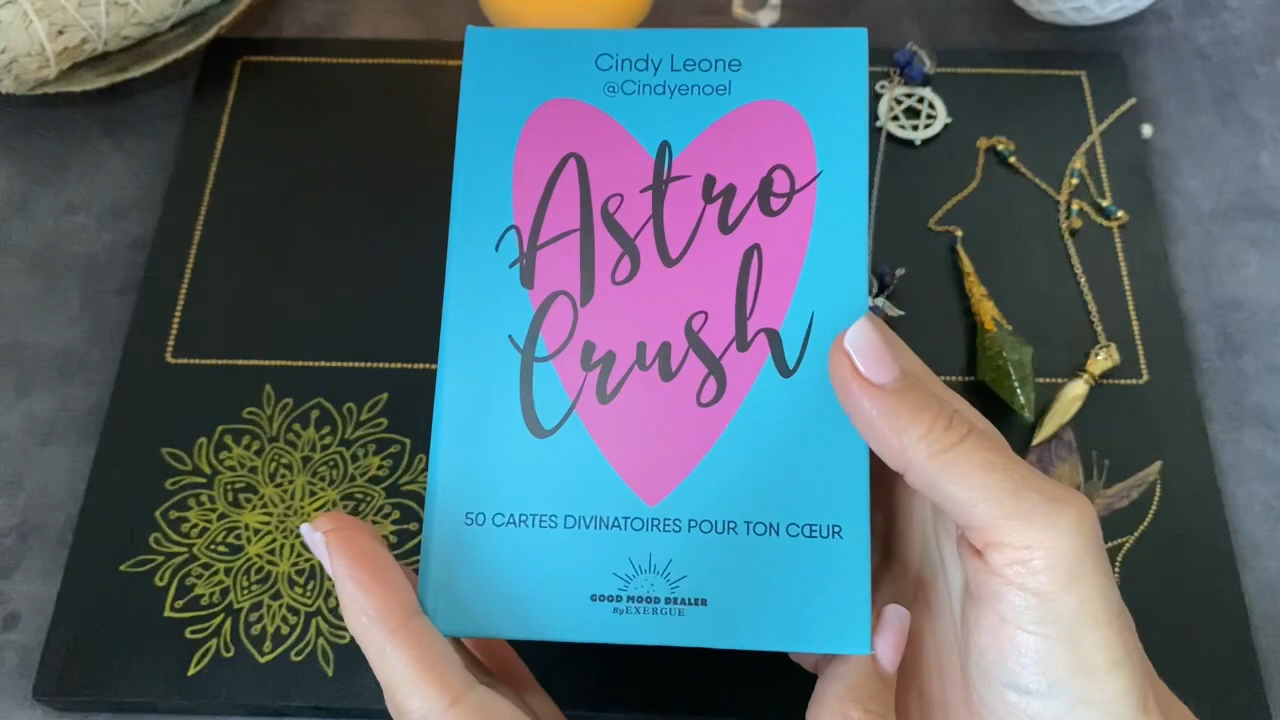 Cindy Leone
@Cindyenoel
Astro
Crush
50 CARTES DIVINATOIRES POUR TON CŒUR
GOOD MOOD DEALER
By EXERGUE